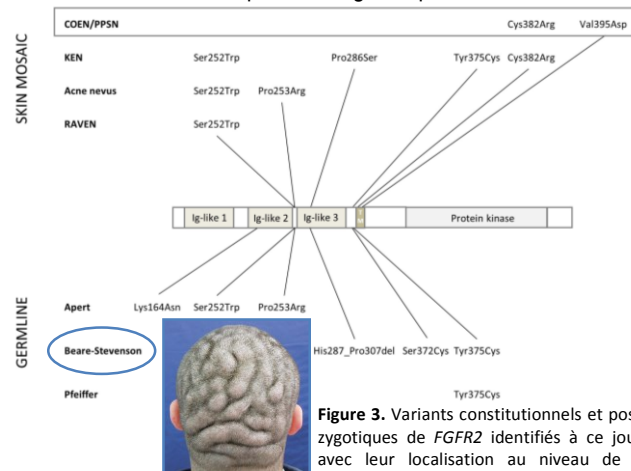 COEN/PPSN Cys382Arg Val395Asp
SKIN MOSAIC
KEN Ser252Trp Pro286Ser Tyr375Cys Cys382Arg
Acne nevus Ser252Trp Pro253Arg
RAVEN Ser252Trp
Ig-like 1 Ig-like 2 Ig-like 3 TM Protein kinase
GERMLINE
Apert Lys164Asn Ser252Trp Pro253Arg
Beare-Stevenson His287_Pro307del Ser372Cys Tyr375Cys
Pfeiffer Tyr375Cys
Figure 3. Variants constitutionnels et pos
zygotiques de FGFR2 identifiés à ce jou
avec leur localisation au niveau de